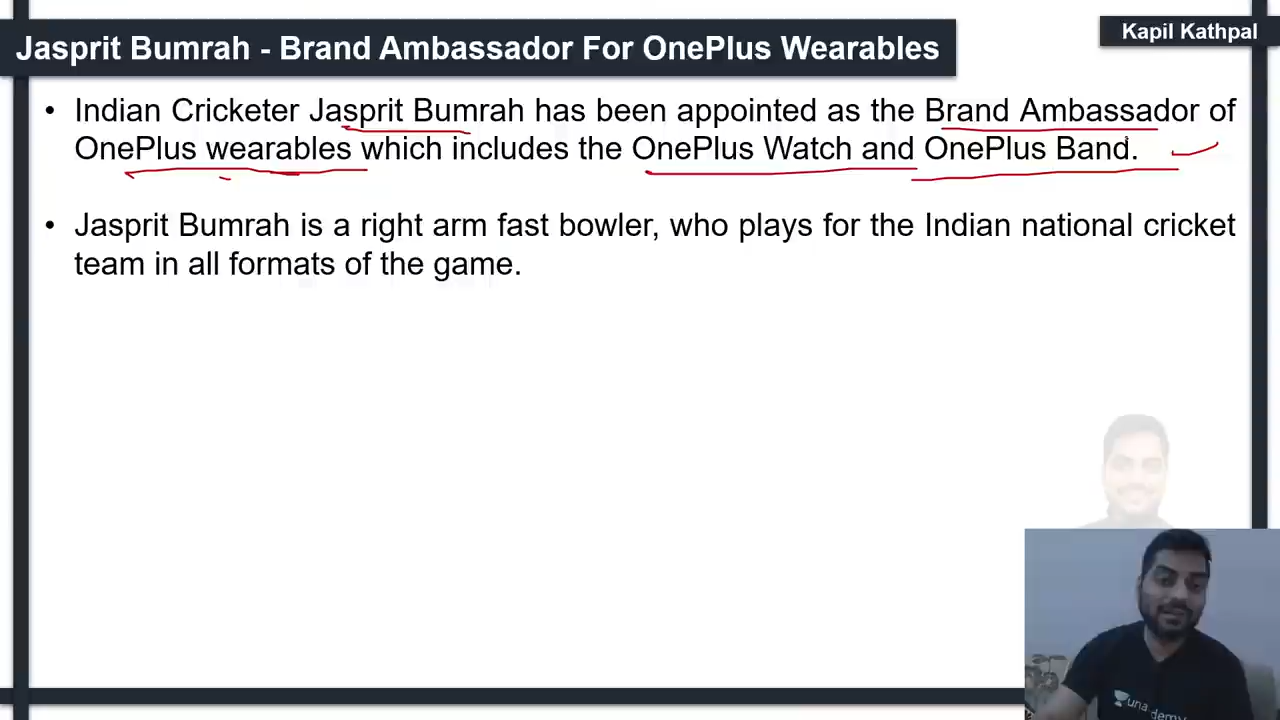 Jasprit Bumrah - Brand Ambassador For OnePlus Wearables
Kapil Kathpal
• Indian Cricketer Jasprit Bumrah has been appointed as the Brand Ambassador of
OnePlus wearables which includes the OnePlus Watch and OnePlus Band.
• Jasprit Bumrah is a right arm fast bowler, who plays for the Indian national cricket
team in all formats of the game.
unacademy